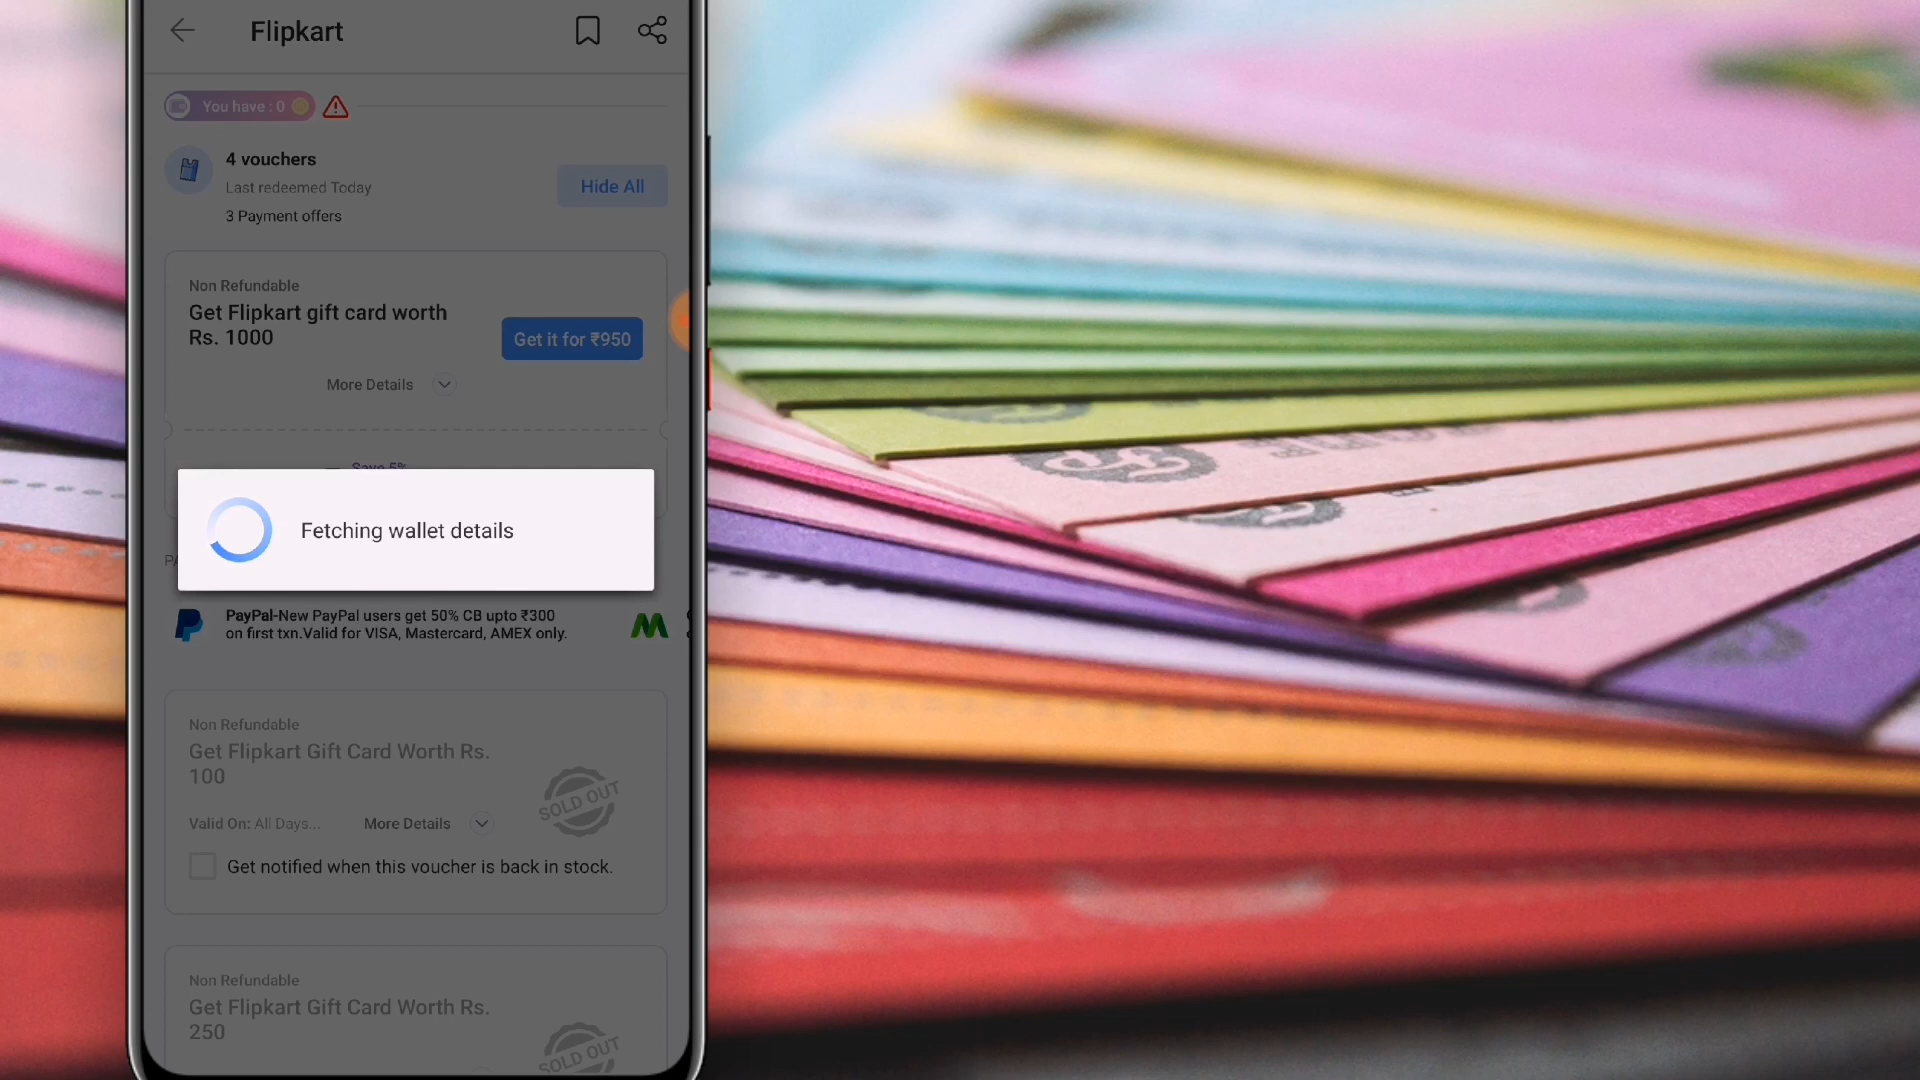 Flipkart
You have : 0
4 vouchers
Last redeemed Today
3 Payment offers
Hide All
Non Refundable
Get Flipkart gift card worth
Rs. 1000
Get it for ₹950
More Details
Save 5%
Fetching wallet details
PayPal-New PayPal users get 50% CB upto ₹300
on first txn.Valid for VISA, Mastercard, AMEX only.
Non Refundable
Get Flipkart Gift Card Worth Rs.
100
SOLD OUT
Valid On: All Days...
More Details
Get notified when this voucher is back in stock.
Non Refundable
Get Flipkart Gift Card Worth Rs.
250
SOLD OUT